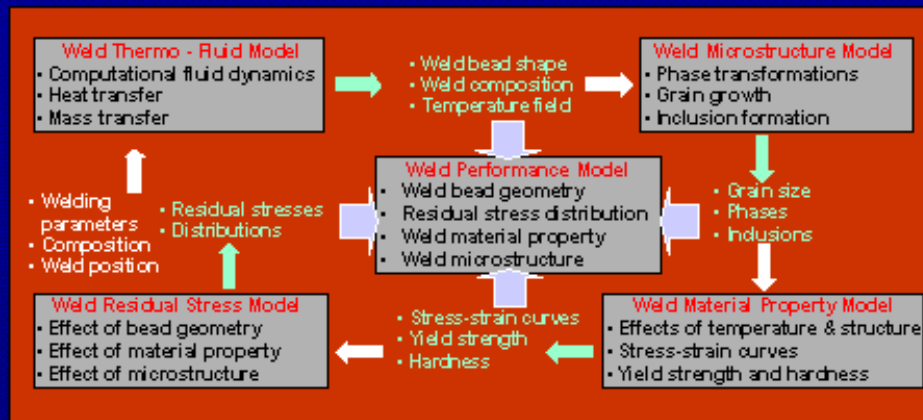 Weld Thermo - Fluid Model
• Computational fluid dynamics
• Heat transfer
• Mass transfer
• Weld bead shape
• Weld composition
• Temperature field
Weld Microstructure Model
• Phase transformations
• Grain growth
• Inclusion formation
Weld Performance Model
• Weld bead geometry
• Residual stress distribution
• Weld material property
• Weld microstructure
• Welding
parameters
• Composition
• Weld position
• Residual stresses
• Distributions
• Grain size
• Phases
• Inclusions
Weld Residual Stress Model
• Effect of bead geometry
• Effect of material property
• Effect of microstructure
• Stress-strain curves
• Yield strength
• Hardness
Weld Material Property Model
• Effects of temperature & structure
• Stress-strain curves
• Yield strength and hardness